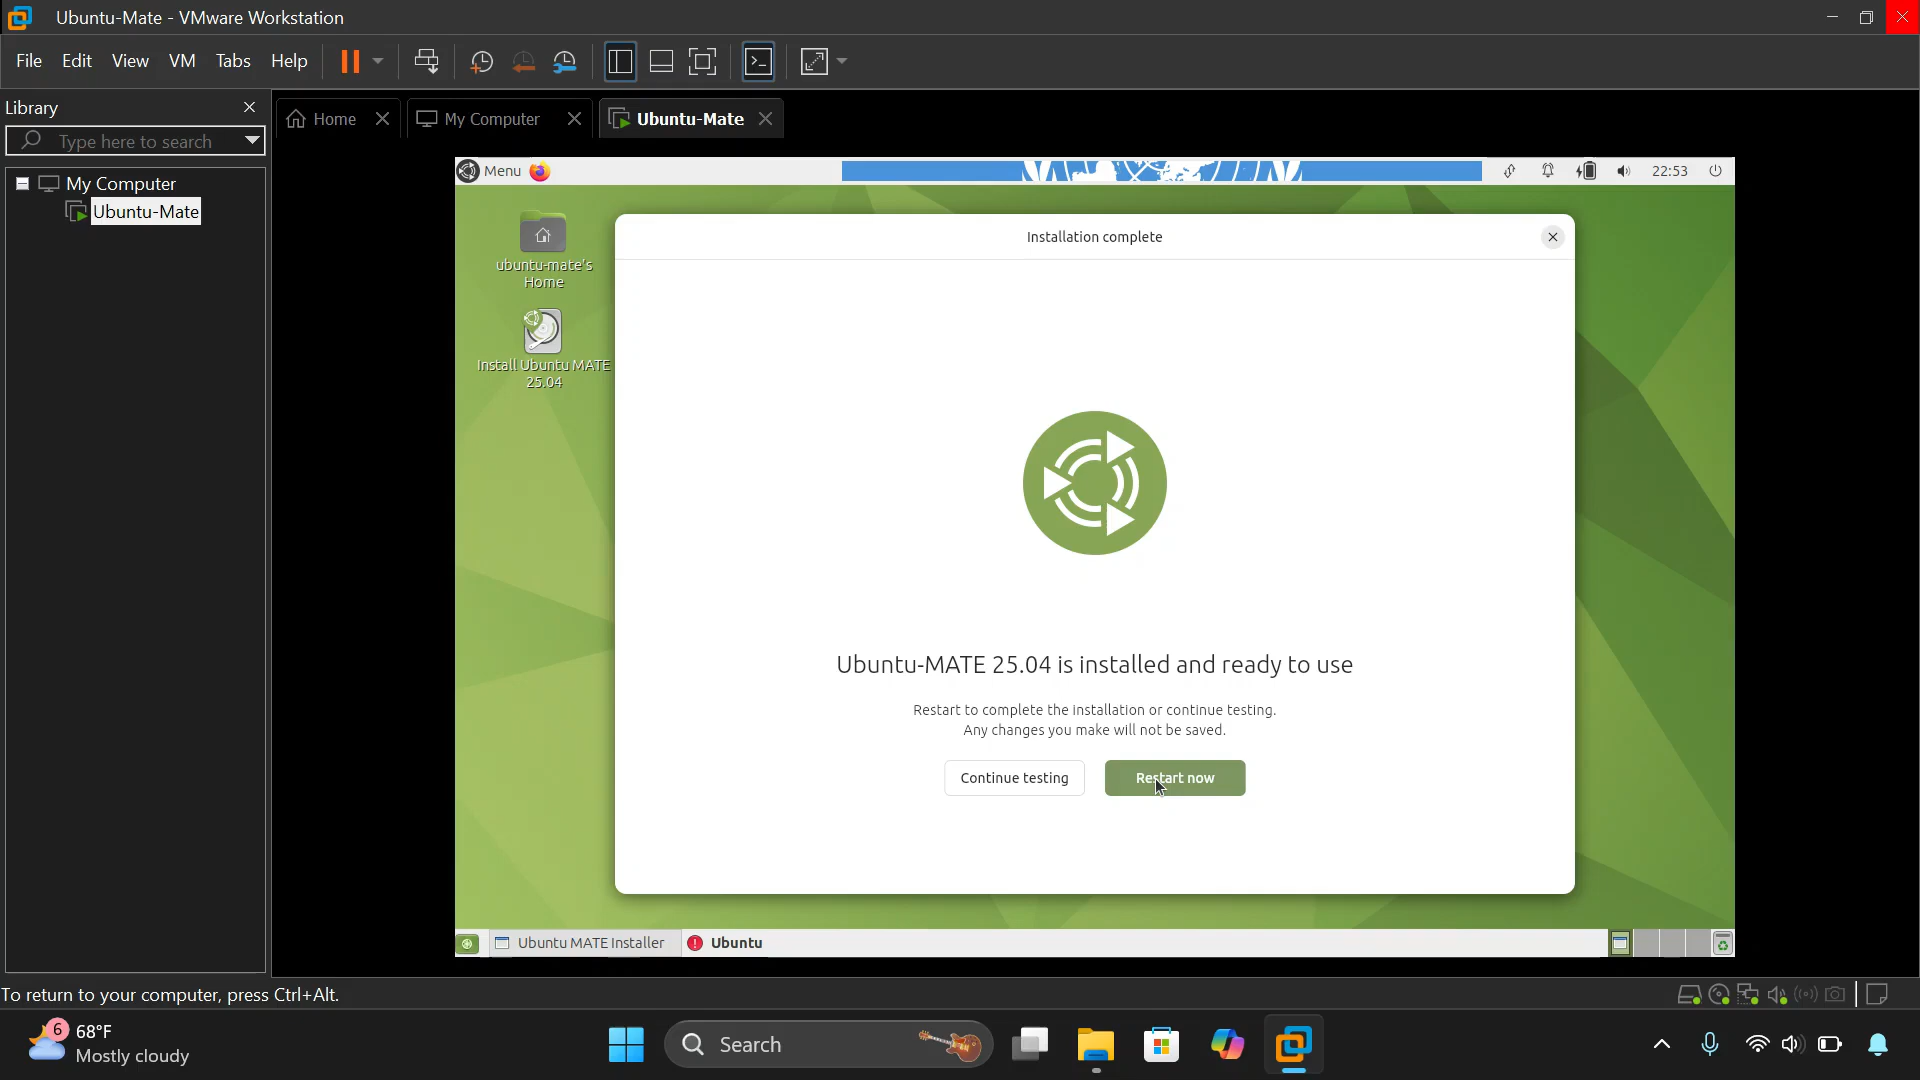 Ubuntu-Mate - VMware Workstation
File Edit View VM Tabs Help
Library
Type here to search
My Computer
Ubuntu-Mate
Home
My Computer
Ubuntu-Mate
Menu
22:53
ubuntu-mate's
Home
Install Ubuntu MATE
25.04
Installation complete
Ubuntu-MATE 25.04 is installed and ready to use
Restart to complete the installation or continue testing.
Any changes you make will not be saved.
Continue testing
Restart now
Ubuntu MATE Installer
Ubuntu
To return to your computer, press Ctrl+Alt.
6
68°F
Mostly cloudy
Search